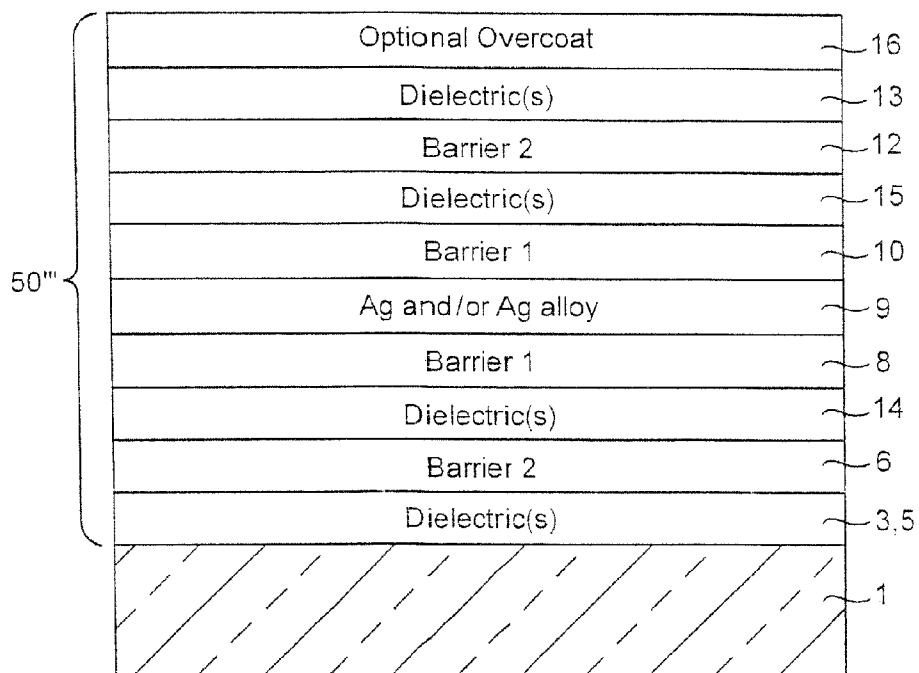 Optional Overcoat 16
Dielectric(s) 13
Barrier 2 12
Dielectric(s) 15
Barrier 1 10
50'''
Ag and/or Ag alloy 9
Barrier 1 8
Dielectric(s) 14
Barrier 2 6
Dielectric(s) 3,5
1